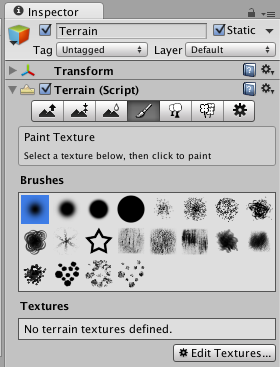 Inspector
Terrain
Static
Tag Untagged Layer Default
Transform
Terrain (Script)
Paint Texture
Select a texture below, then click to paint
Brushes
Textures
No terrain textures defined.
Edit Textures...